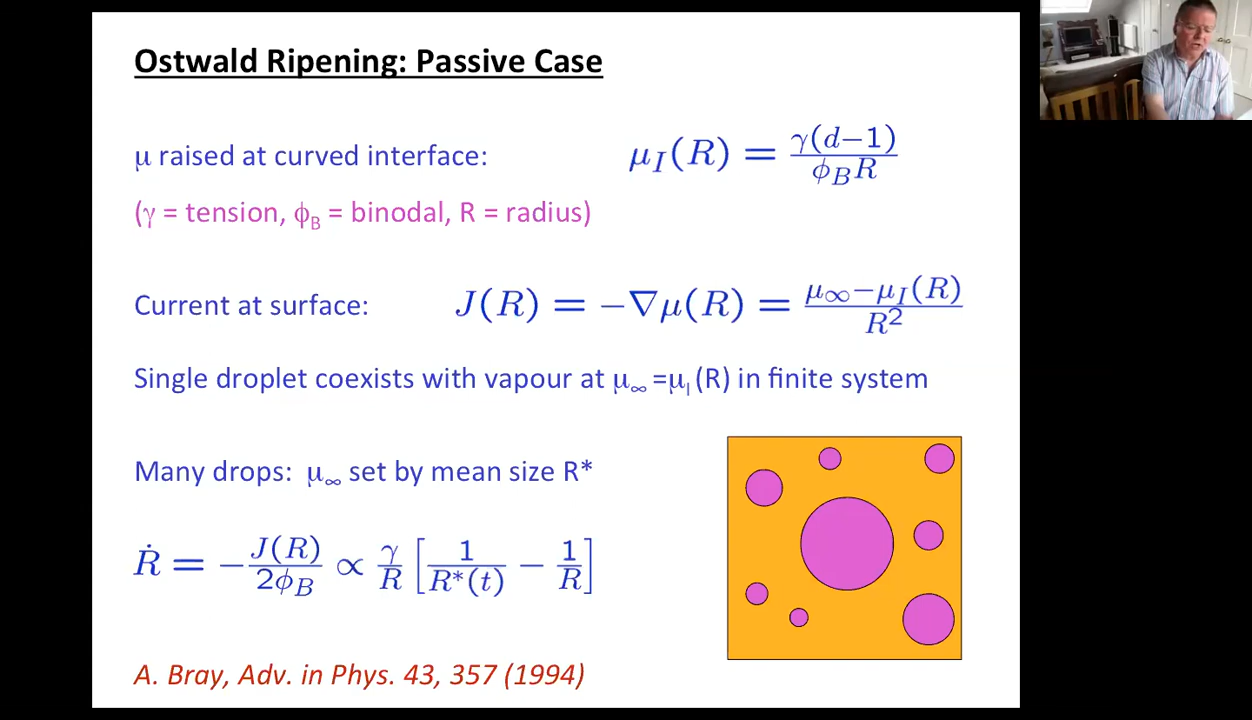 Ostwald Ripening: Passive Case
μ raised at curved interface: μ_I(R) = γ(d−1) / φ_B R
(γ = tension, φ_B = binodal, R = radius)
Current at surface: J(R) = −∇μ(R) = μ_∞−μ_I(R) / R²
Single droplet coexists with vapour at μ_∞=μ_I(R) in finite system
Many drops: μ_∞ set by mean size R*
Ṙ = − J(R) / 2φ_B ∝ γ / R [ 1 / R*(t) − 1 / R ]
A. Bray, Adv. in Phys. 43, 357 (1994)